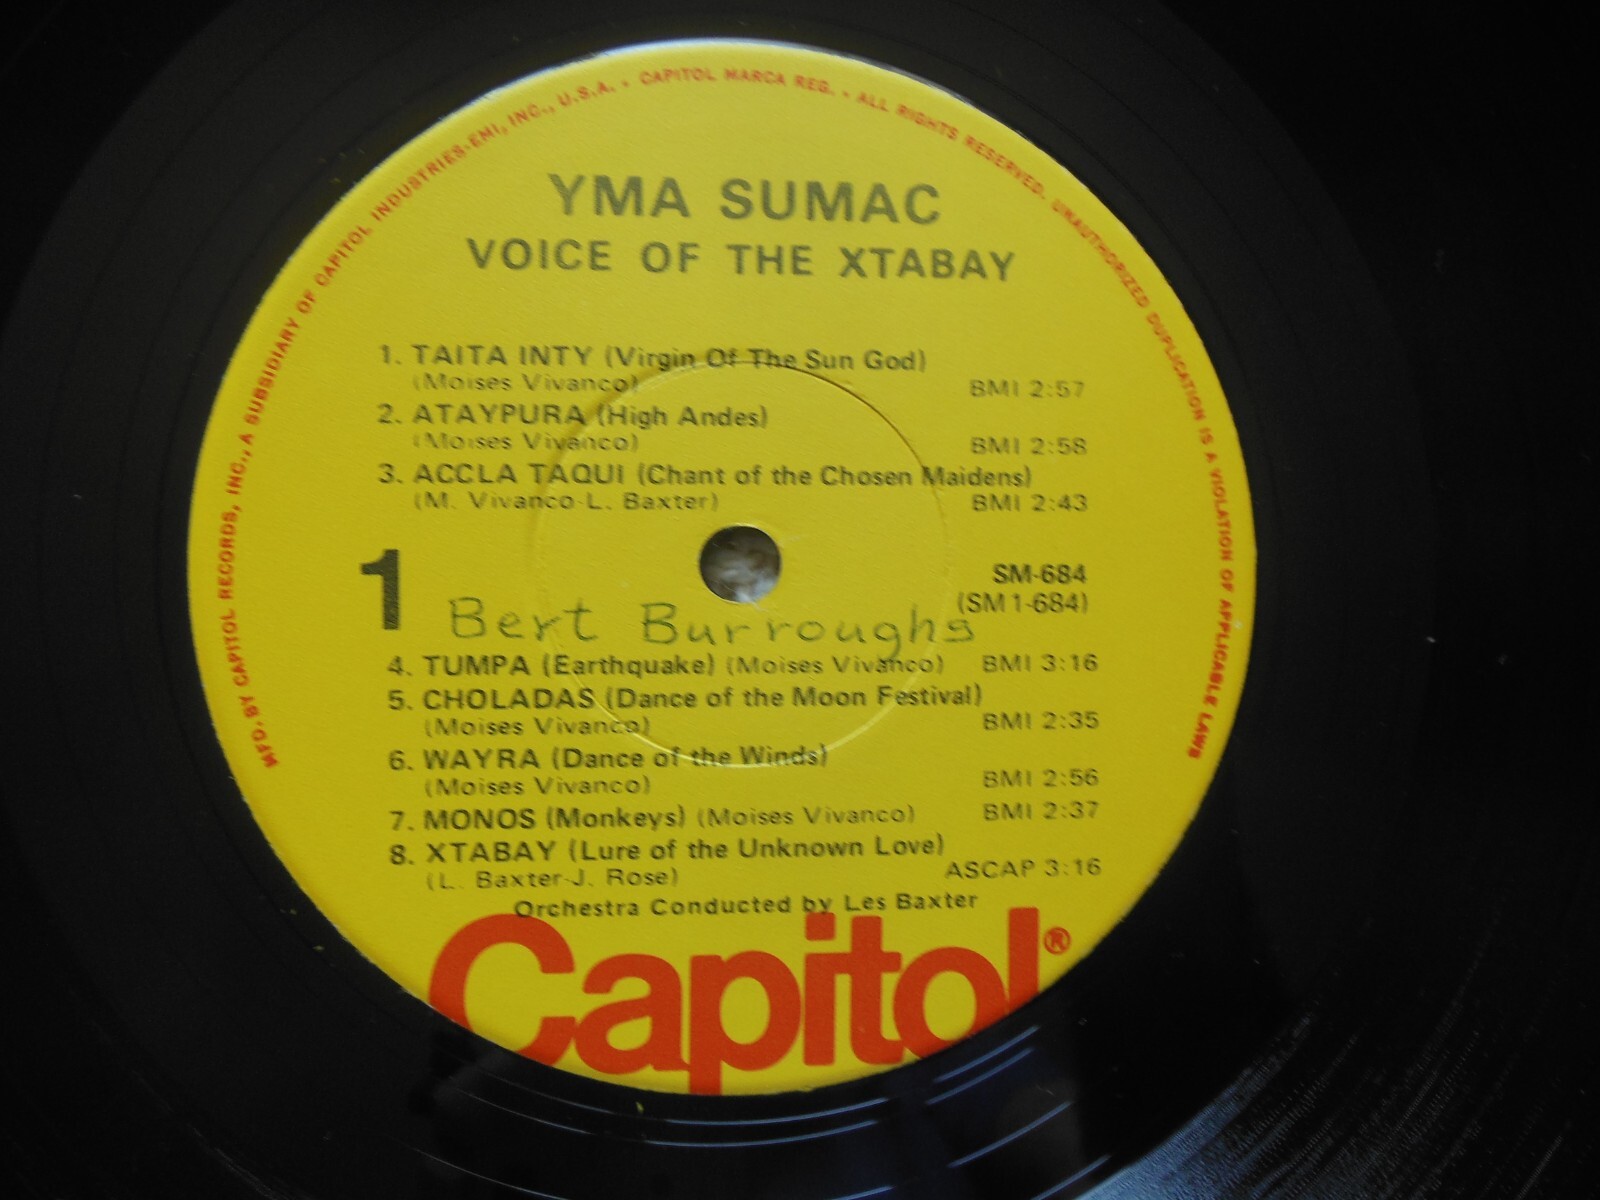 MFD. BY CAPITOL RECORDS, INC., A SUBSIDIARY OF CAPITOL INDUSTRIES-EMI, INC., U.S.A. • CAPITOL MARCA REG. • ALL RIGHTS RESERVED. UNAUTHORIZED DUPLICATION IS A VIOLATION OF APPLICABLE LAWS
YMA SUMAC
VOICE OF THE XTABAY
1. TAITA INTY (Virgin Of The Sun God)
(Moises Vivanco) BMI 2:57
2. ATAYPURA (High Andes)
(Moises Vivanco) BMI 2:58
3. ACCLA TAQUI (Chant of the Chosen Maidens)
(M. Vivanco-L. Baxter) BMI 2:43
SM-684
1 (SM 1-684)
Bert Burroughs
4. TUMPA (Earthquake) (Moises Vivanco) BMI 3:16
5. CHOLADAS (Dance of the Moon Festival)
(Moises Vivanco) BMI 2:35
6. WAYRA (Dance of the Winds)
(Moises Vivanco) BMI 2:56
7. MONOS (Monkeys) (Moises Vivanco) BMI 2:37
8. XTABAY (Lure of the Unknown Love)
(L. Baxter-J. Rose) ASCAP 3:16
Orchestra Conducted by Les Baxter
Capitol®